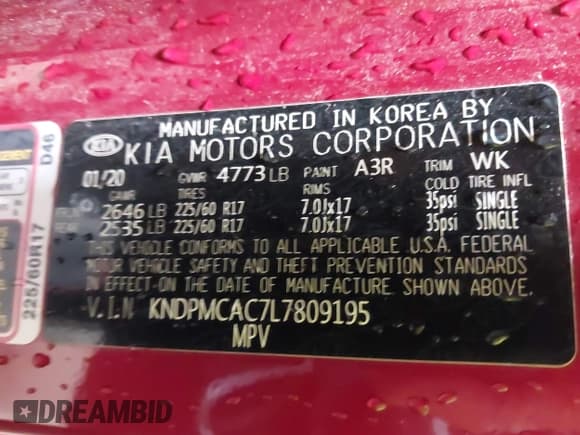 MANUFACTURED IN KOREA BY
KIA KIA MOTORS CORPORATION
01/20 GVWR 4773 LB PAINT A3R TRIM WK
GAWR TIRES RIMS COLD TIRE INFL
2646 LB 225/60 R17 7.0Jx17 35psi SINGLE
2535 LB 225/60 R17 7.0Jx17 35psi SINGLE
THIS VEHICLE CONFORMS TO ALL APPLICABLE U.S.A. FEDERAL
MOTOR VEHICLE SAFETY AND THEFT PREVENTION STANDARDS
IN EFFECT ON THE DATE OF MANUFACTURE SHOWN ABOVE.
V.I.N KNDPMCAC7L7809195
MPV
D46
225/60R17
DREAMBID